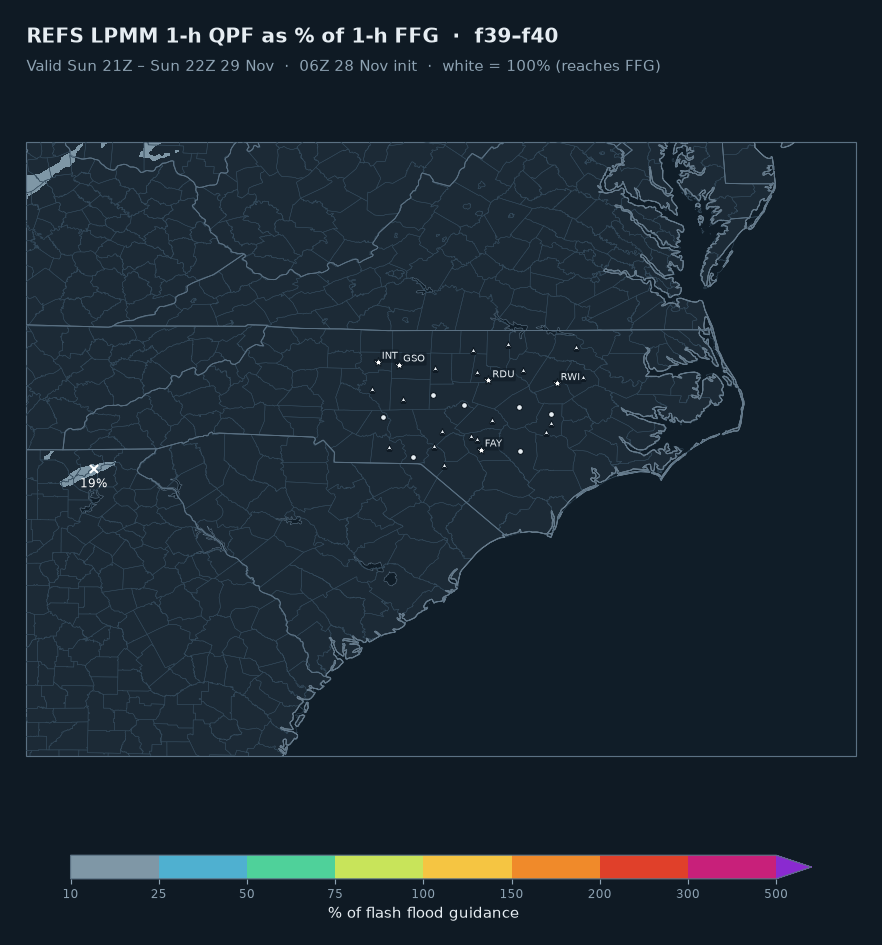 REFS LPMM 1-h QPF as % of 1-h FFG · f39–f40
Valid Sun 21Z – Sun 22Z 29 Nov · 06Z 28 Nov init · white = 100% (reaches FFG)
INT
GSO
RDU
RWI
FAY
19%
10 25 50 75 100 150 200 300 500
% of flash flood guidance